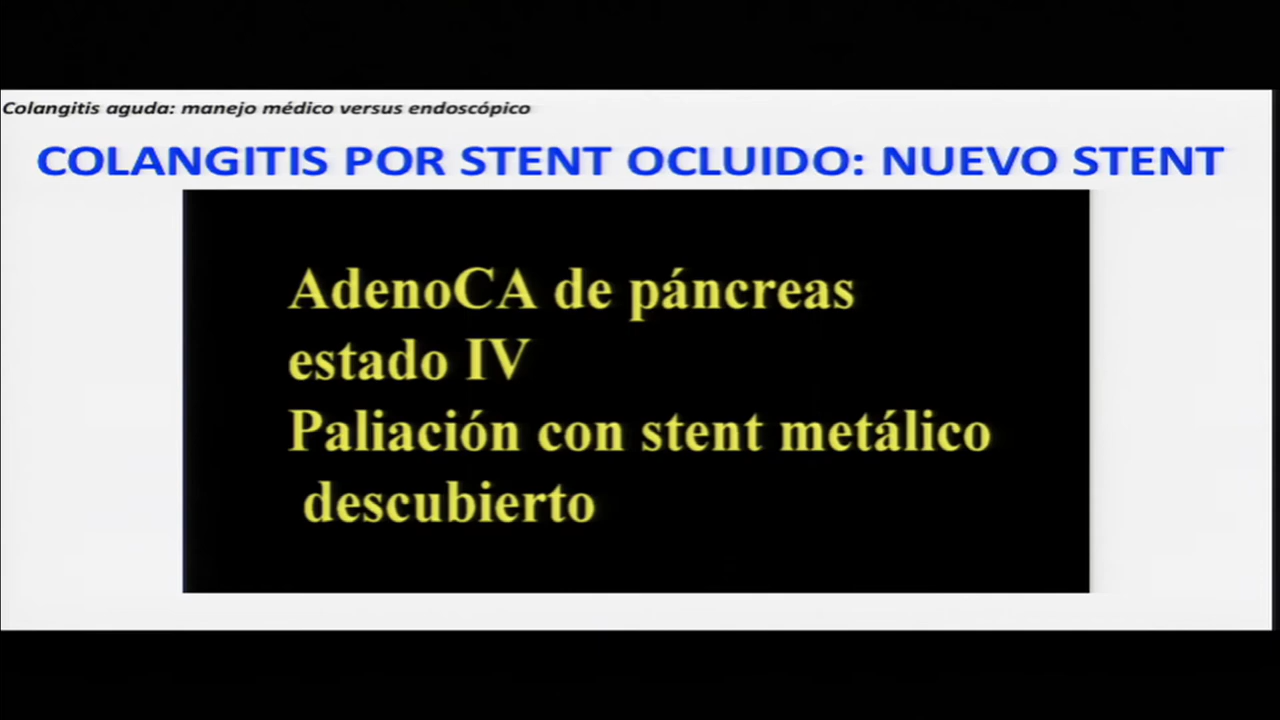 Colangitis aguda: manejo médico versus endoscópico
COLANGITIS POR STENT OCLUIDO: NUEVO STENT
AdenoCA de páncreas
estado IV
Paliación con stent metálico
descubierto